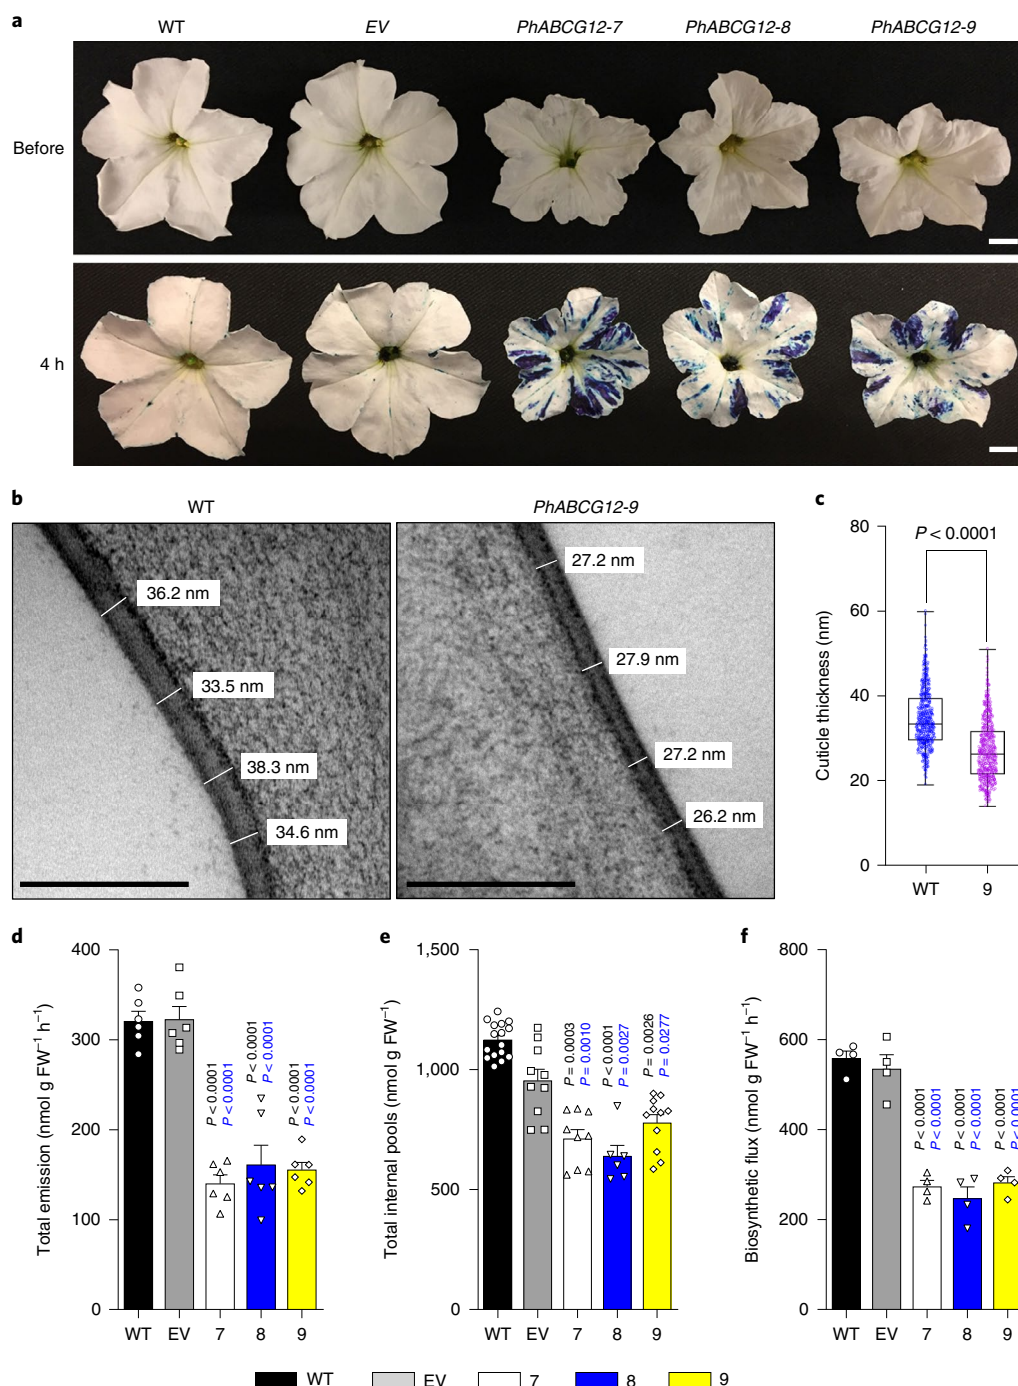 a
WT EV PhABCG12-7 PhABCG12-8 PhABCG12-9
Before
4 h
b
WT PhABCG12-9
36.2 nm
33.5 nm
38.3 nm
34.6 nm
27.2 nm
27.9 nm
27.2 nm
26.2 nm
c
P < 0.0001
Cuticle thickness (nm)
80
60
40
20
0
WT 9
d
Total emission (nmol g FW⁻¹ h⁻¹)
400
300
200
100
0
P < 0.0001
P < 0.0001
P < 0.0001
P < 0.0001
P < 0.0001
P < 0.0001
WT EV 7 8 9
e
Total internal pools (nmol g FW⁻¹)
1,500
1,000
500
0
P = 0.0003
P = 0.0010
P < 0.0001
P = 0.0027
P = 0.0026
P = 0.0277
WT EV 7 8 9
f
Biosynthetic flux (nmol g FW⁻¹ h⁻¹)
800
600
400
200
0
P < 0.0001
P < 0.0001
P < 0.0001
P < 0.0001
P < 0.0001
P < 0.0001
WT EV 7 8 9
WT EV 7 8 9